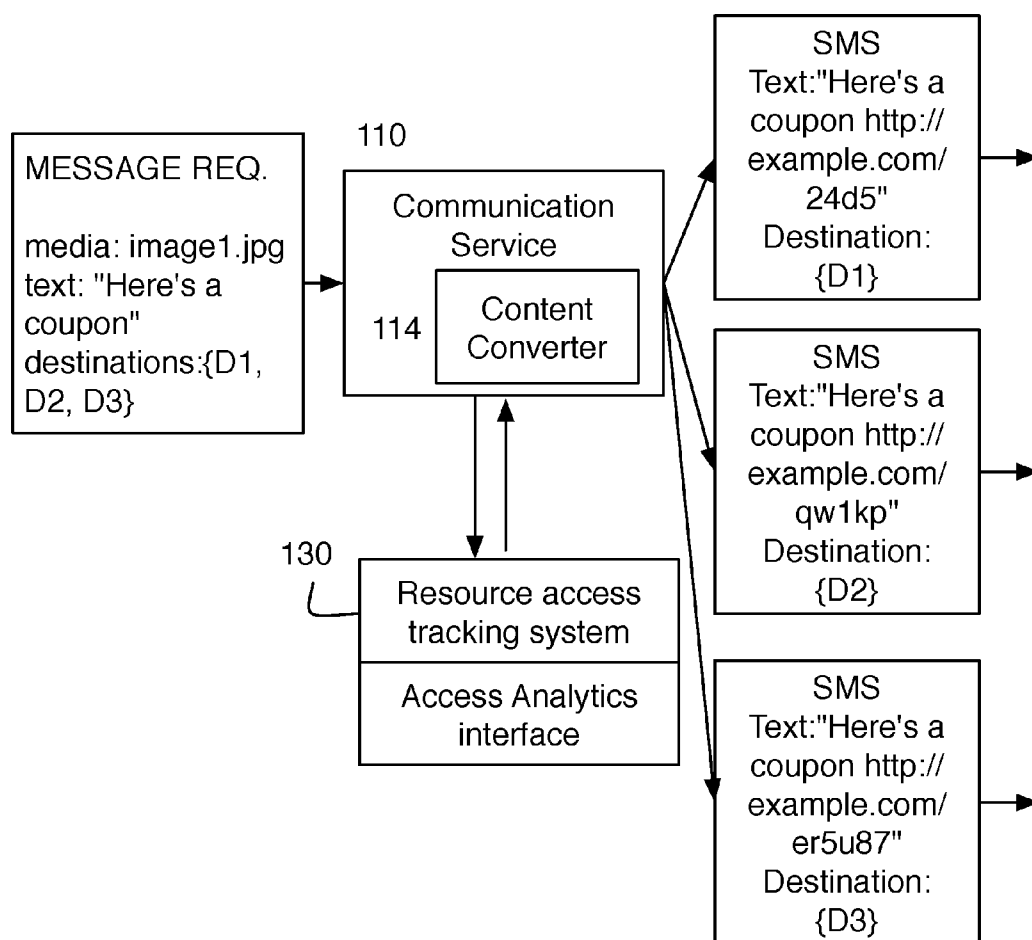 MESSAGE REQ.
media: image1.jpg
text: "Here's a
coupon"
destinations:{D1,
D2, D3}
110
Communication
Service
114
Content
Converter
130
Resource access
tracking system
Access Analytics
interface
SMS
Text:"Here's a
coupon http://
example.com/
24d5"
Destination:
{D1}
SMS
Text:"Here's a
coupon http://
example.com/
qw1kp"
Destination:
{D2}
SMS
Text:"Here's a
coupon http://
example.com/
er5u87"
Destination:
{D3}